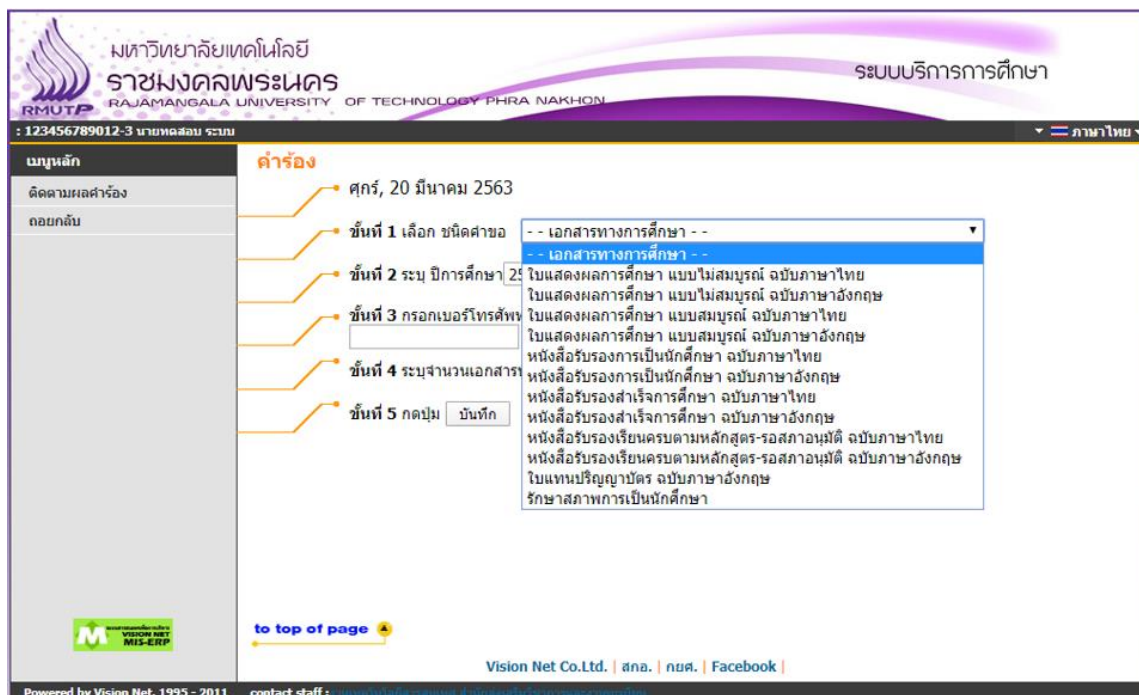 มหาวิทยาลัยเทคโนโลยี
ราชมงคลพระนคร
RAJAMANGALA UNIVERSITY OF TECHNOLOGY PHRA NAKHON
RMUTP
ระบบบริการการศึกษา
: 123456789012-3 นายทดสอบ ระบบ
ภาษาไทย
เมนูหลัก
ติดตามผลคำร้อง
ถอยกลับ
คำร้อง
ศุกร์, 20 มีนาคม 2563
ขั้นที่ 1 เลือก ชนิดคำขอ - - เอกสารทางการศึกษา - -
- - เอกสารทางการศึกษา - -
ขั้นที่ 2 ระบุ ปีการศึกษา
ใบแสดงผลการศึกษา แบบไม่สมบูรณ์ ฉบับภาษาไทย
ใบแสดงผลการศึกษา แบบไม่สมบูรณ์ ฉบับภาษาอังกฤษ
ขั้นที่ 3
ใบแสดงผลการศึกษา แบบสมบูรณ์ ฉบับภาษาไทย
ใบแสดงผลการศึกษา แบบสมบูรณ์ ฉบับภาษาอังกฤษ
หนังสือรับรองการเป็นนักศึกษา ฉบับภาษาไทย
ขั้นที่ 4
หนังสือรับรองการเป็นนักศึกษา ฉบับภาษาอังกฤษ
หนังสือรับรองสำเร็จการศึกษา ฉบับภาษาไทย
ขั้นที่ 5 กดปุ่ม บันทึก
หนังสือรับรองสำเร็จการศึกษา ฉบับภาษาอังกฤษ
หนังสือรับรองเรียนครบตามหลักสูตร-รอสภาอนุมัติ ฉบับภาษาไทย
หนังสือรับรองเรียนครบตามหลักสูตร-รอสภาอนุมัติ ฉบับภาษาอังกฤษ
ใบแทนปริญญาบัตร ฉบับภาษาอังกฤษ
รักษาสภาพการเป็นนักศึกษา
VISION NET
MIS-ERP
to top of page
Vision Net Co.Ltd. | สกอ. | กยศ. | Facebook |
Powered by Vision Net, 1995 - 2011 contact staff :